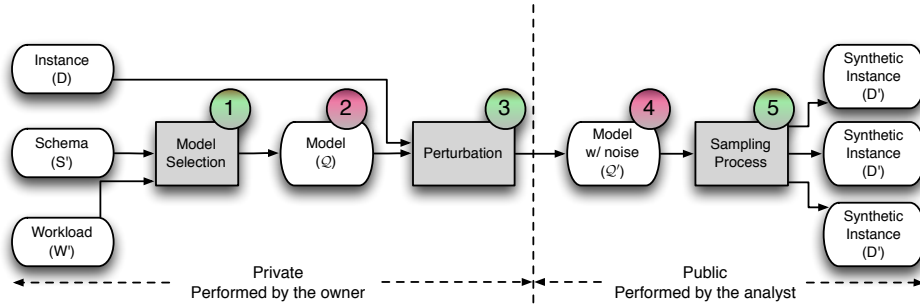 Instance
(D)
Schema
(S')
Workload
(W')
1
Model
Selection
2
Model
(𝒬)
3
Perturbation
4
Model
w/ noise
(𝒬')
5
Sampling
Process
Synthetic
Instance
(D')
Synthetic
Instance
(D')
Synthetic
Instance
(D')
Private
Performed by the owner
Public
Performed by the analyst